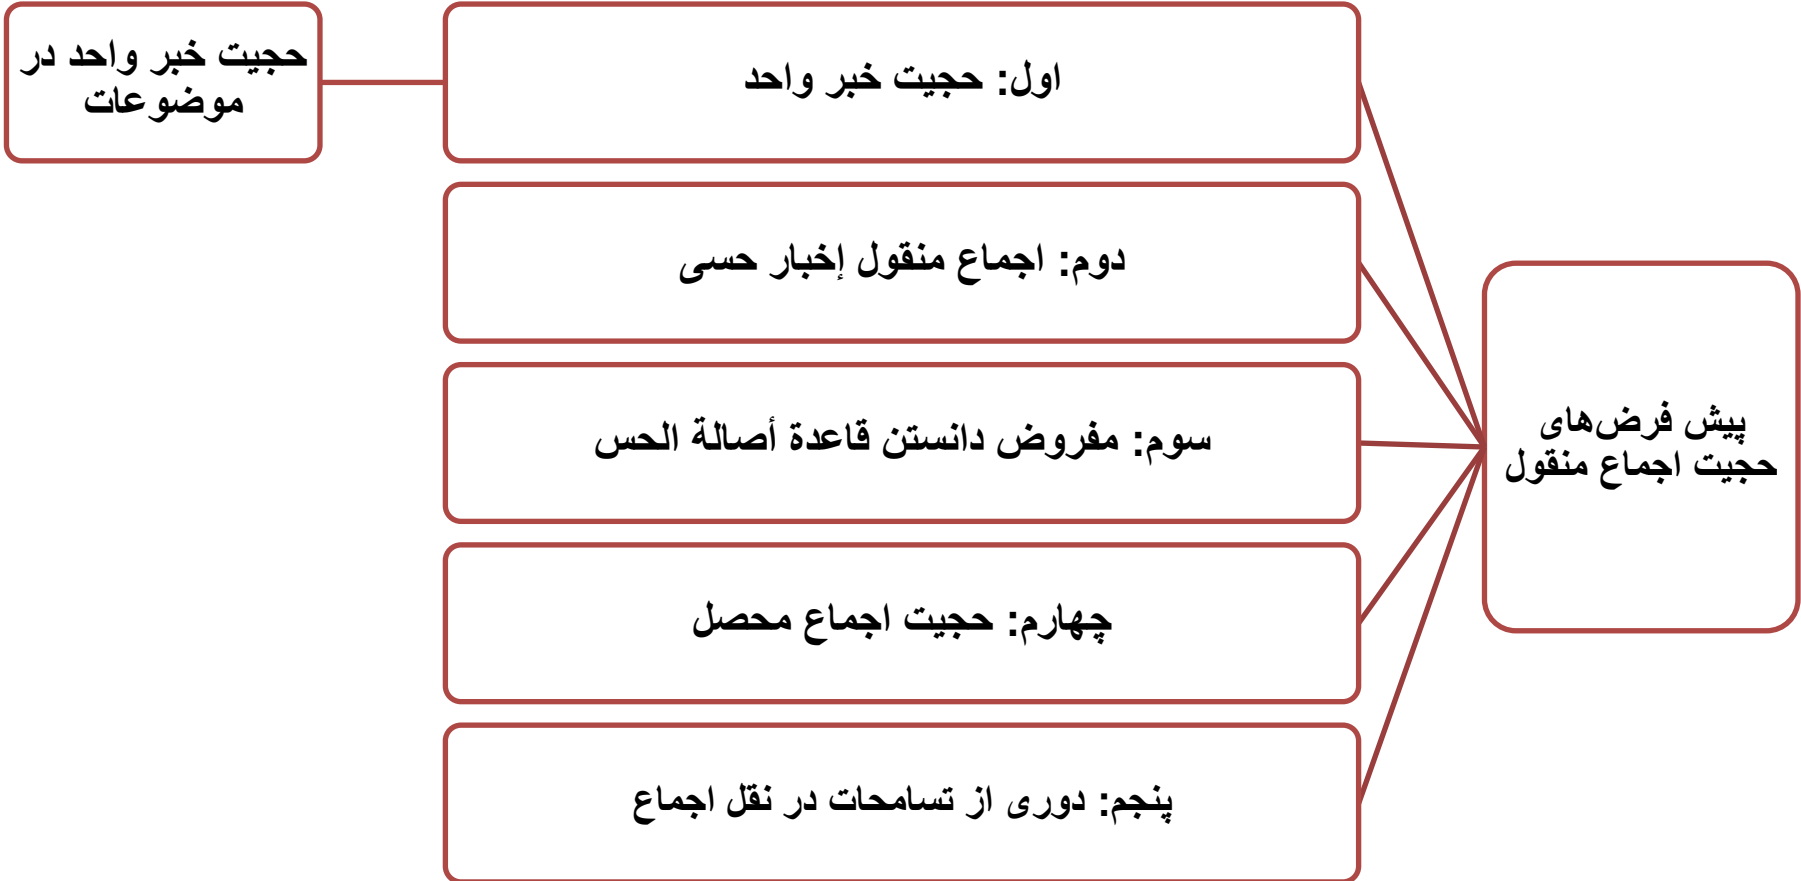 پیش فرض‌های
حجیت اجماع منقول
اول: حجیت خبر واحد
حجیت خبر واحد در
موضوعات
دوم: اجماع منقول إخبار حسی
سوم: مفروض دانستن قاعدة أصالة الحس
چهارم: حجیت اجماع محصل
پنجم: دوری از تسامحات در نقل اجماع